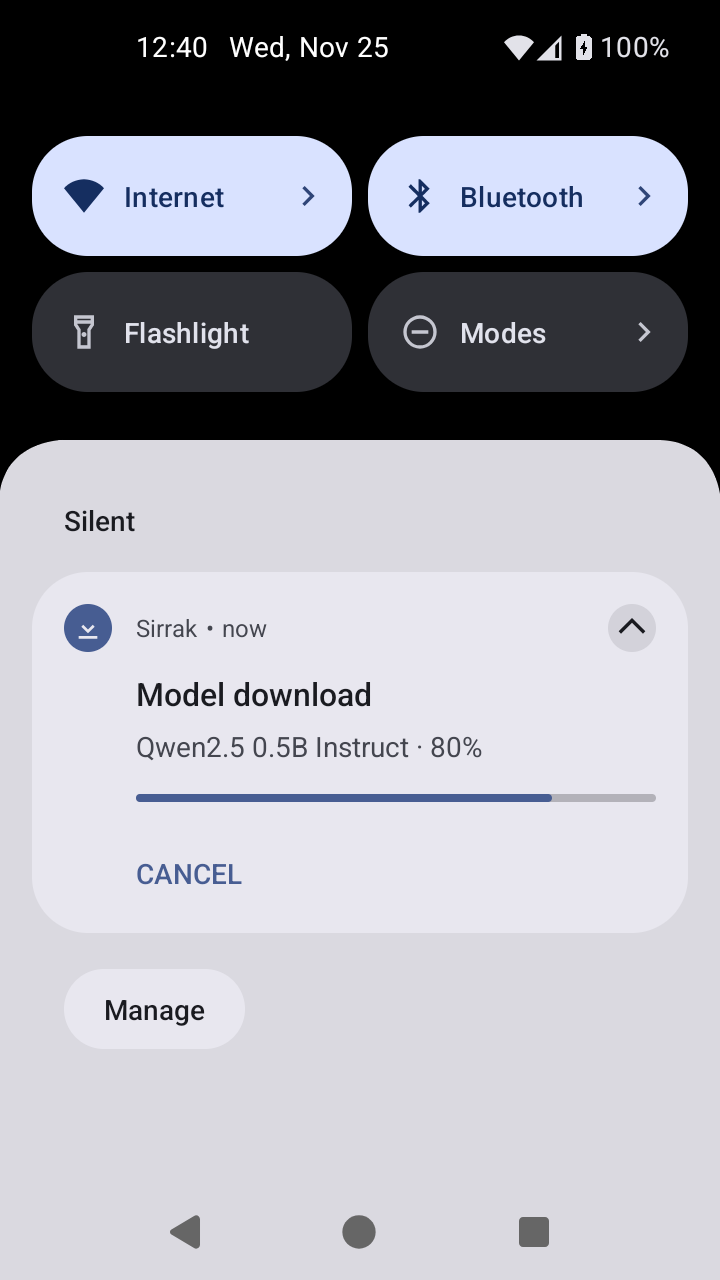 12:40 Wed, Nov 25 100%
Internet Bluetooth
Flashlight Modes
Silent
Sirrak • now
Model download
Qwen2.5 0.5B Instruct · 80%
CANCEL
Manage